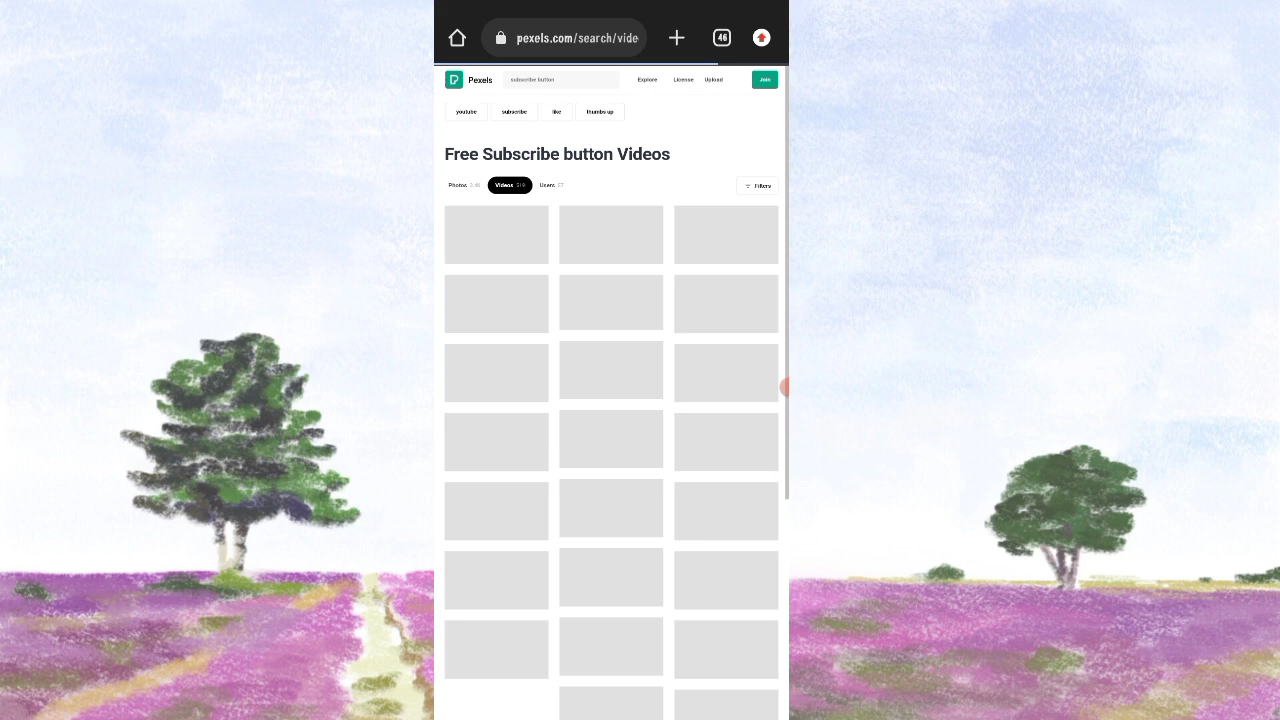 pexels.com/search/vide
46
Pexels
subscribe button
Explore
License
Upload
Join
youtube
subscribe
like
thumbs up
Free Subscribe button Videos
Photos
Videos 519
Users
Filters